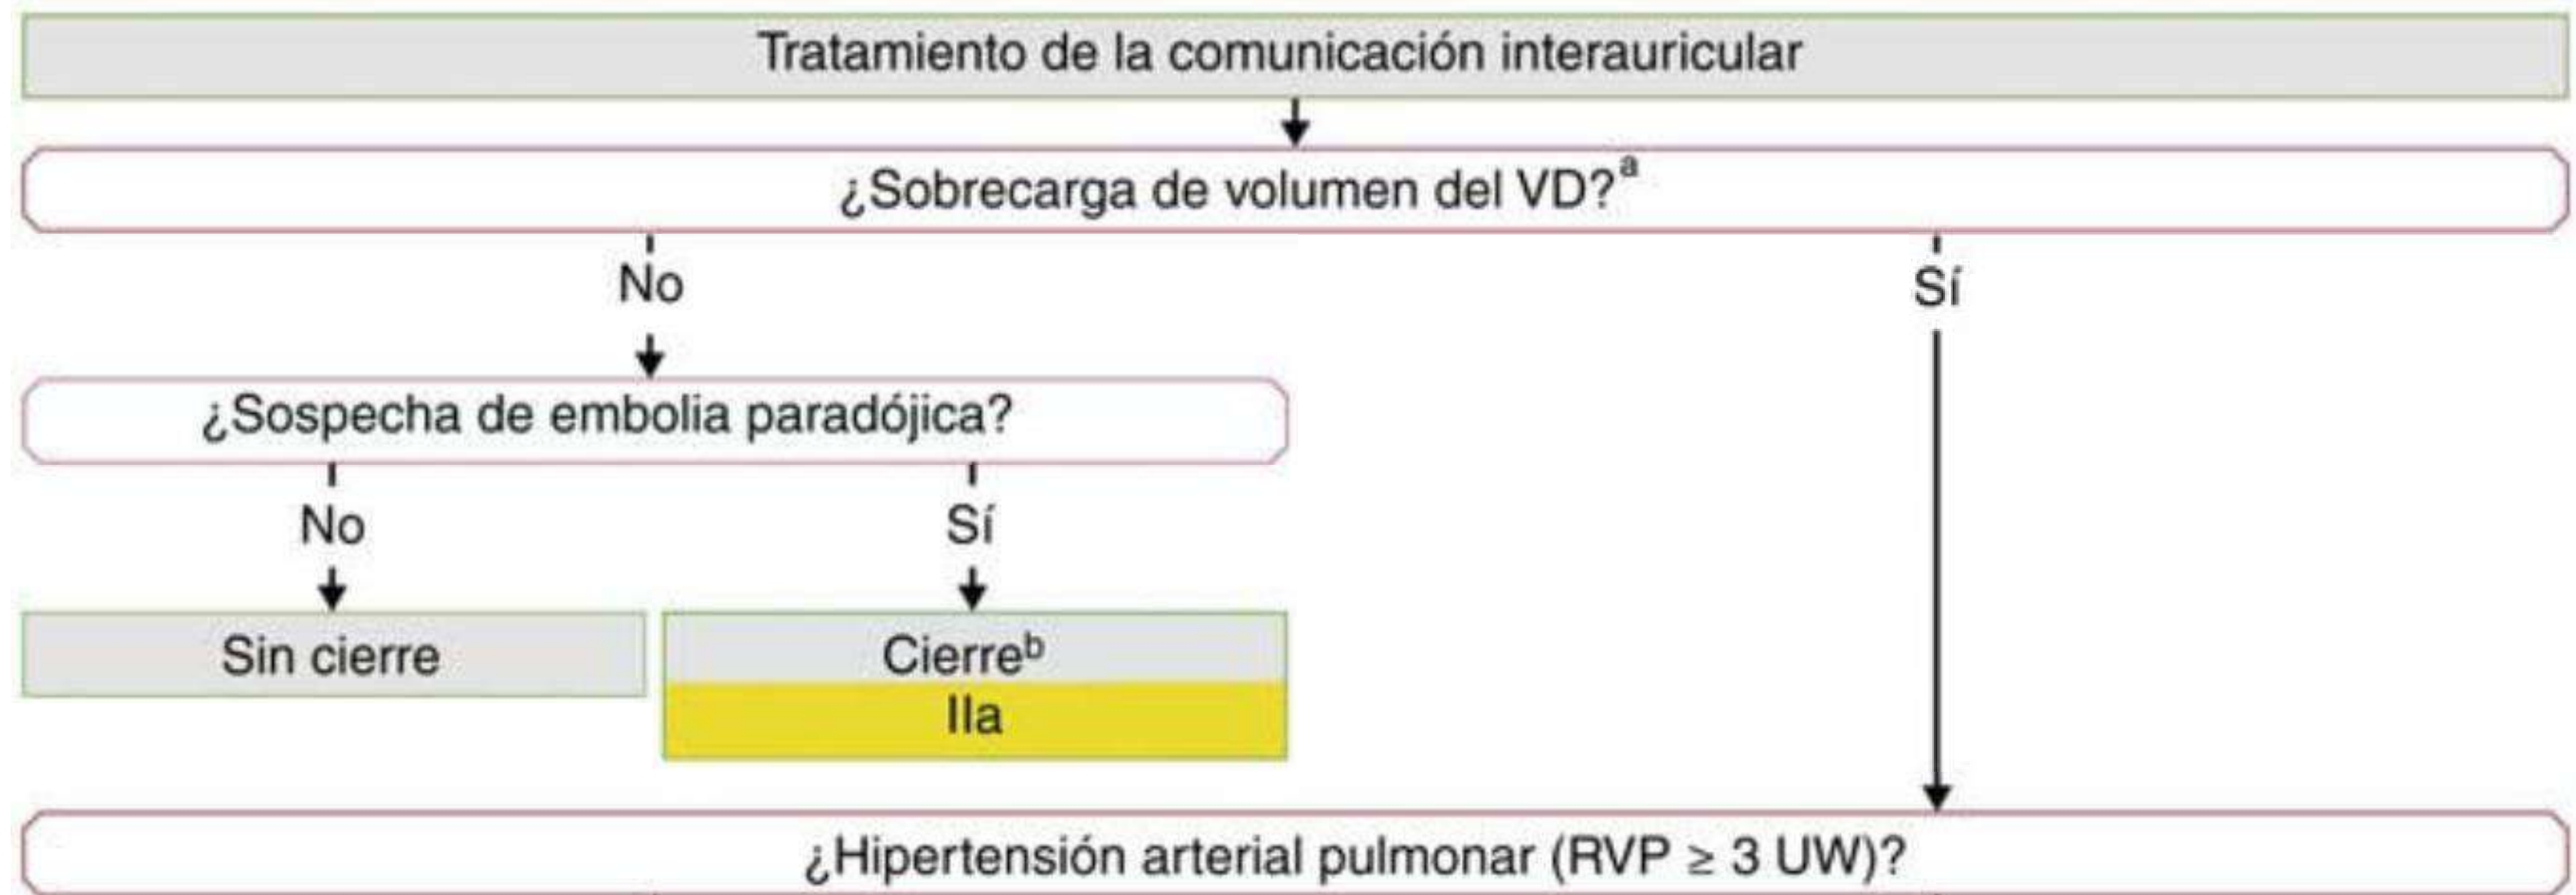 Tratamiento de la comunicación interauricular
¿Sobrecarga de volumen del VD?ᵃ
No
Sí
¿Sospecha de embolia paradójica?
No
Sí
Sin cierre
Cierreᵇ
IIa
¿Hipertensión arterial pulmonar (RVP ≥ 3 UW)?